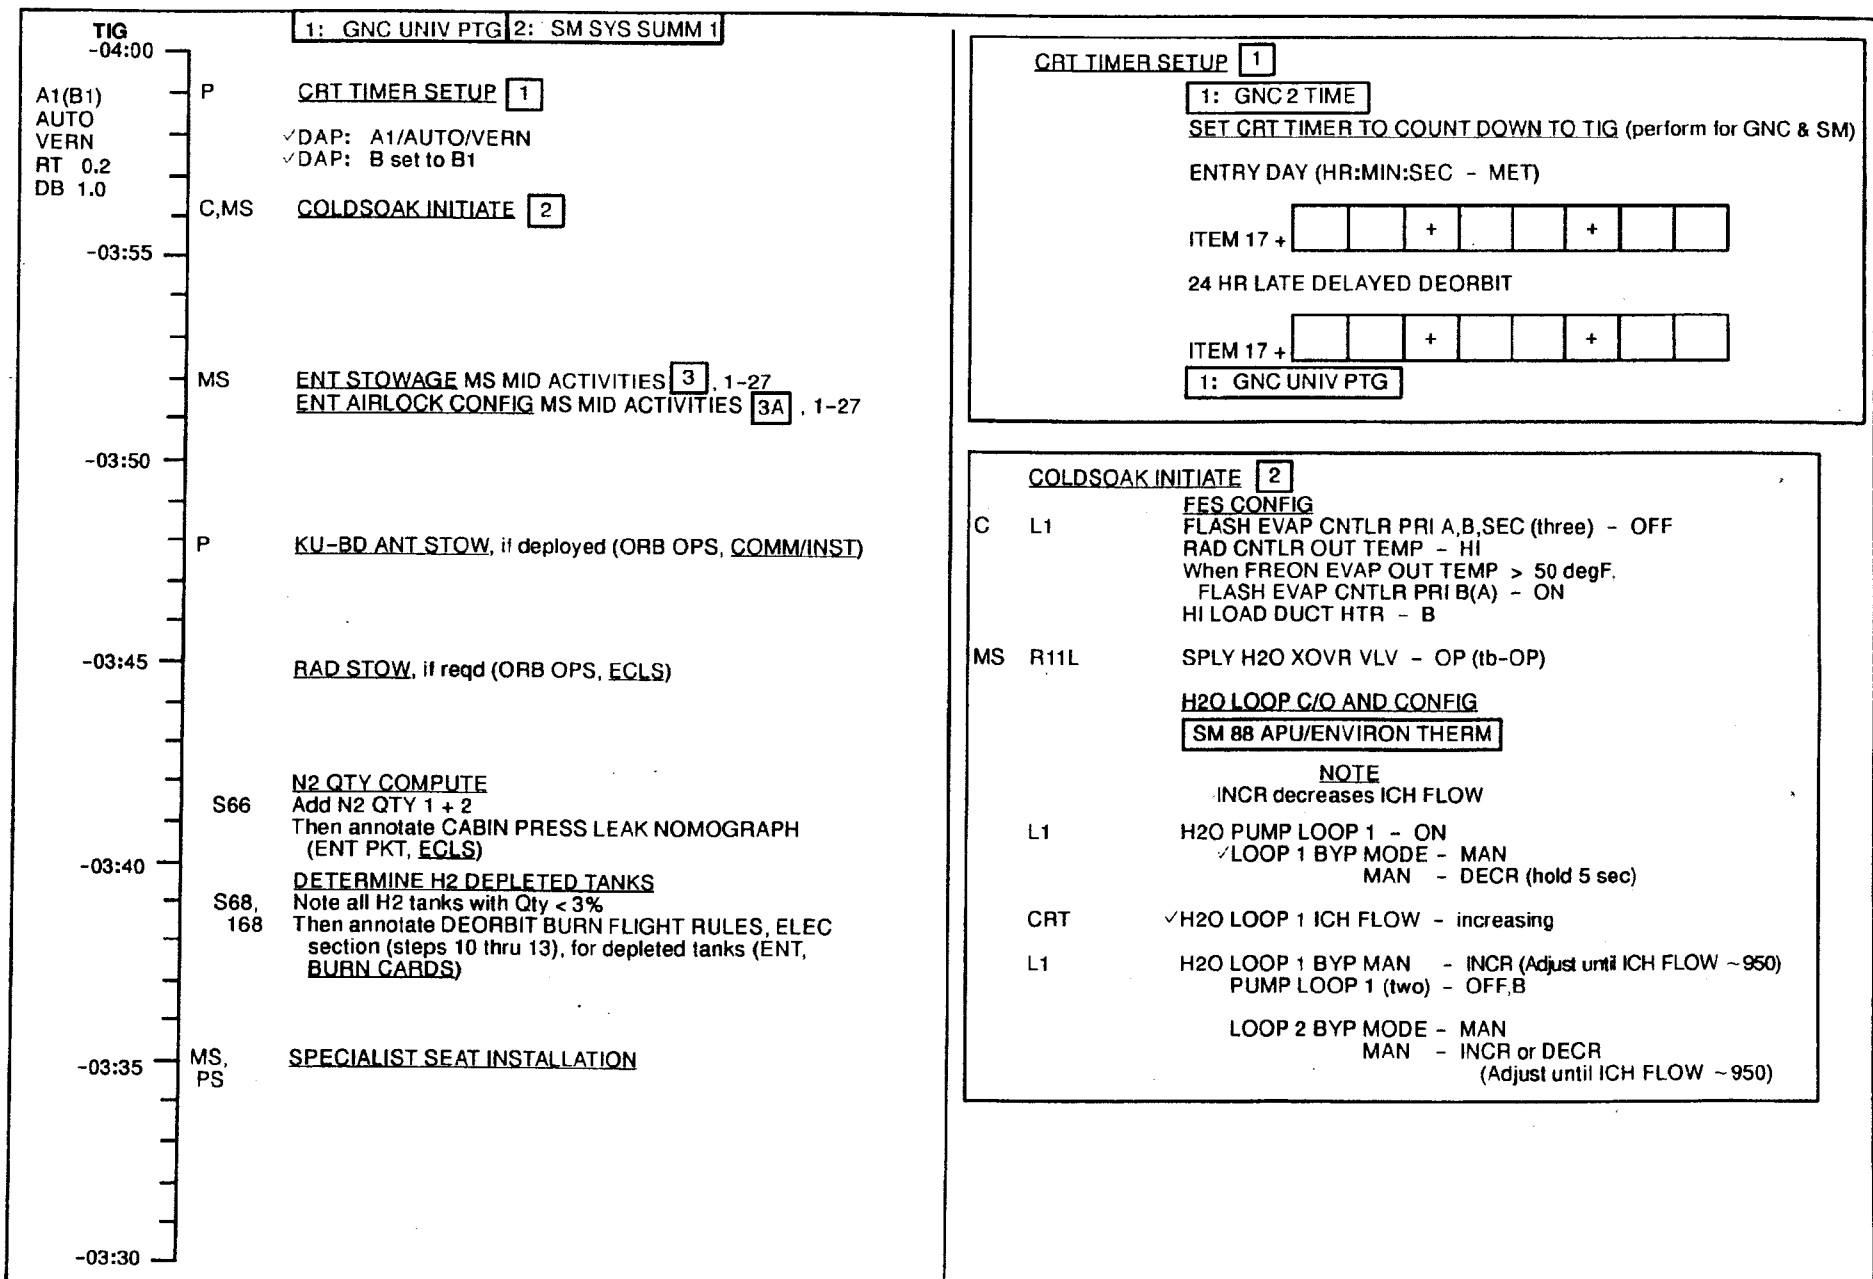 TIG
1: GNC UNIV PTG 2: SM SYS SUMM 1
-04:00
A1(B1)
AUTO
VERN
RT 0.2
DB 1.0
P CRT TIMER SETUP 1
✓DAP: A1/AUTO/VERN
✓DAP: B set to B1
C,MS COLDSOAK INITIATE 2
-03:55
MS ENT STOWAGE MS MID ACTIVITIES 3 , 1-27
ENT AIRLOCK CONFIG MS MID ACTIVITIES 3A , 1-27
-03:50
P KU-BD ANT STOW, if deployed (ORB OPS, COMM/INST)
-03:45
RAD STOW, if reqd (ORB OPS, ECLS)
N2 QTY COMPUTE
S66 Add N2 QTY 1 + 2
Then annotate CABIN PRESS LEAK NOMOGRAPH
(ENT PKT, ECLS)
-03:40
DETERMINE H2 DEPLETED TANKS
S68, Note all H2 tanks with Qty < 3%
168 Then annotate DEORBIT BURN FLIGHT RULES, ELEC
section (steps 10 thru 13), for depleted tanks (ENT,
BURN CARDS)
-03:35
MS, SPECIALIST SEAT INSTALLATION
PS
-03:30
CRT TIMER SETUP 1
1: GNC 2 TIME
SET CRT TIMER TO COUNT DOWN TO TIG (perform for GNC & SM)
ENTRY DAY (HR:MIN:SEC - MET)
ITEM 17 + + +
24 HR LATE DELAYED DEORBIT
ITEM 17 + + +
1: GNC UNIV PTG
COLDSOAK INITIATE 2
FES CONFIG
C L1 FLASH EVAP CNTLR PRI A,B,SEC (three) - OFF
RAD CNTLR OUT TEMP - HI
When FREON EVAP OUT TEMP > 50 degF,
FLASH EVAP CNTLR PRI B(A) - ON
HI LOAD DUCT HTR - B
MS R11L SPLY H2O XOVR VLV - OP (tb-OP)
H2O LOOP C/O AND CONFIG
SM 88 APU/ENVIRON THERM
NOTE
INCR decreases ICH FLOW
L1 H2O PUMP LOOP 1 - ON
✓LOOP 1 BYP MODE - MAN
MAN - DECR (hold 5 sec)
CRT ✓H2O LOOP 1 ICH FLOW - increasing
L1 H2O LOOP 1 BYP MAN - INCR (Adjust until ICH FLOW ~950)
PUMP LOOP 1 (two) - OFF,B
LOOP 2 BYP MODE - MAN
MAN - INCR or DECR
(Adjust until ICH FLOW ~950)